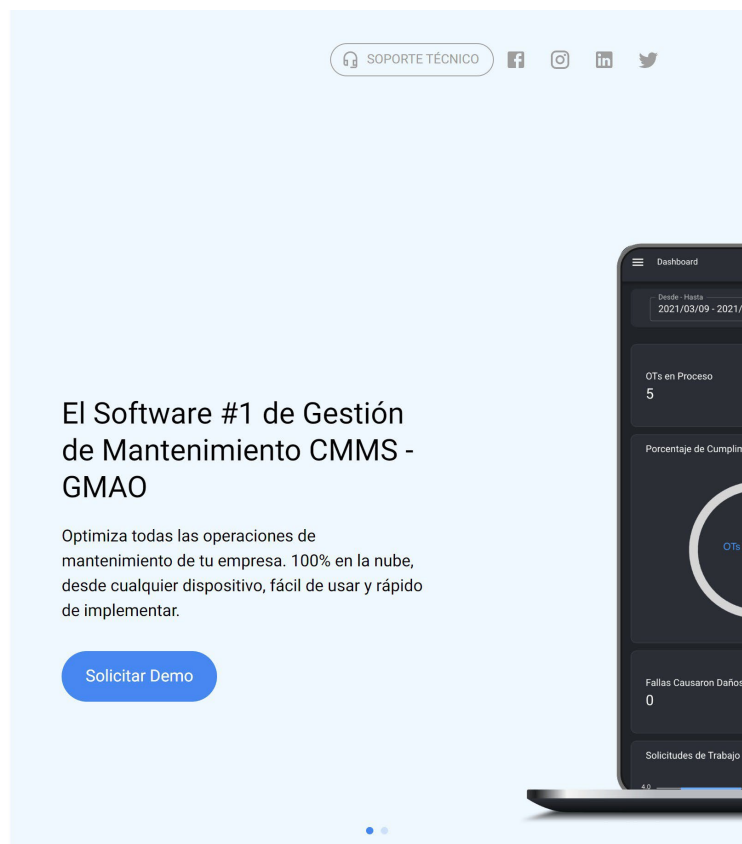 SOPORTE TÉCNICO
Dashboard
Desde - Hasta
2021/03/09 - 2021/
OTs en Proceso
5
Porcentaje de Cumplin
OTs
El Software #1 de Gestión
de Mantenimiento CMMS -
GMAO
Optimiza todas las operaciones de
mantenimiento de tu empresa. 100% en la nube,
desde cualquier dispositivo, fácil de usar y rápido
de implementar.
Solicitar Demo
Fallas Causaron Daños
0
Solicitudes de Trabajo
4.0